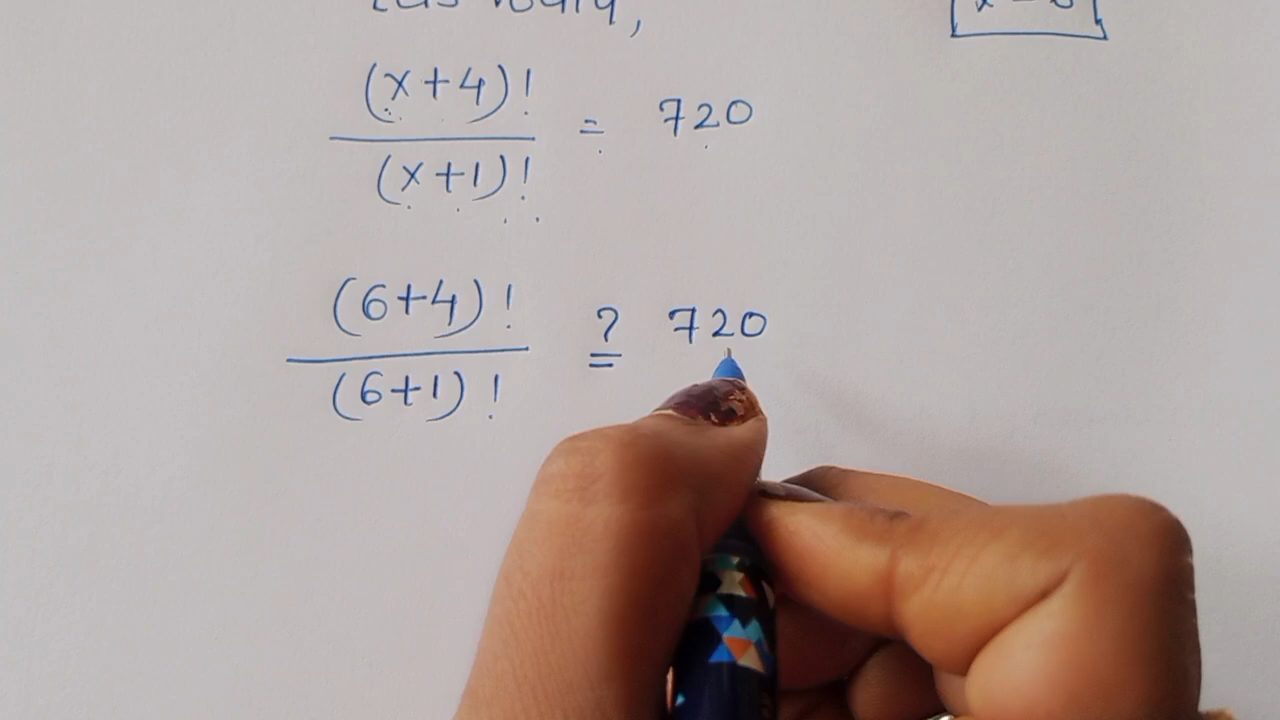 (x+4)!
(x+1)! = 720
(6+4)!
(6+1)! ?= 720